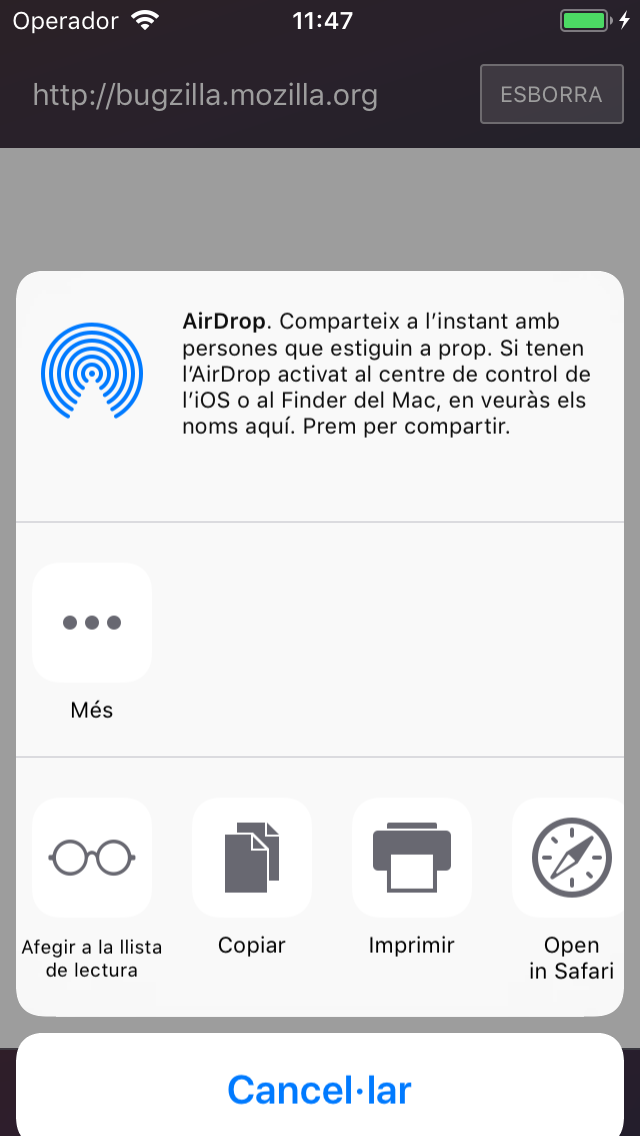 Operador
11:47
http://bugzilla.mozilla.org
ESBORRA
AirDrop. Comparteix a l’instant amb
persones que estiguin a prop. Si tenen
l’AirDrop activat al centre de control de
l’iOS o al Finder del Mac, en veuràs els
noms aquí. Prem per compartir.
Més
Afegir a la llista
de lectura
Copiar
Imprimir
Open
in Safari
Cancel·lar